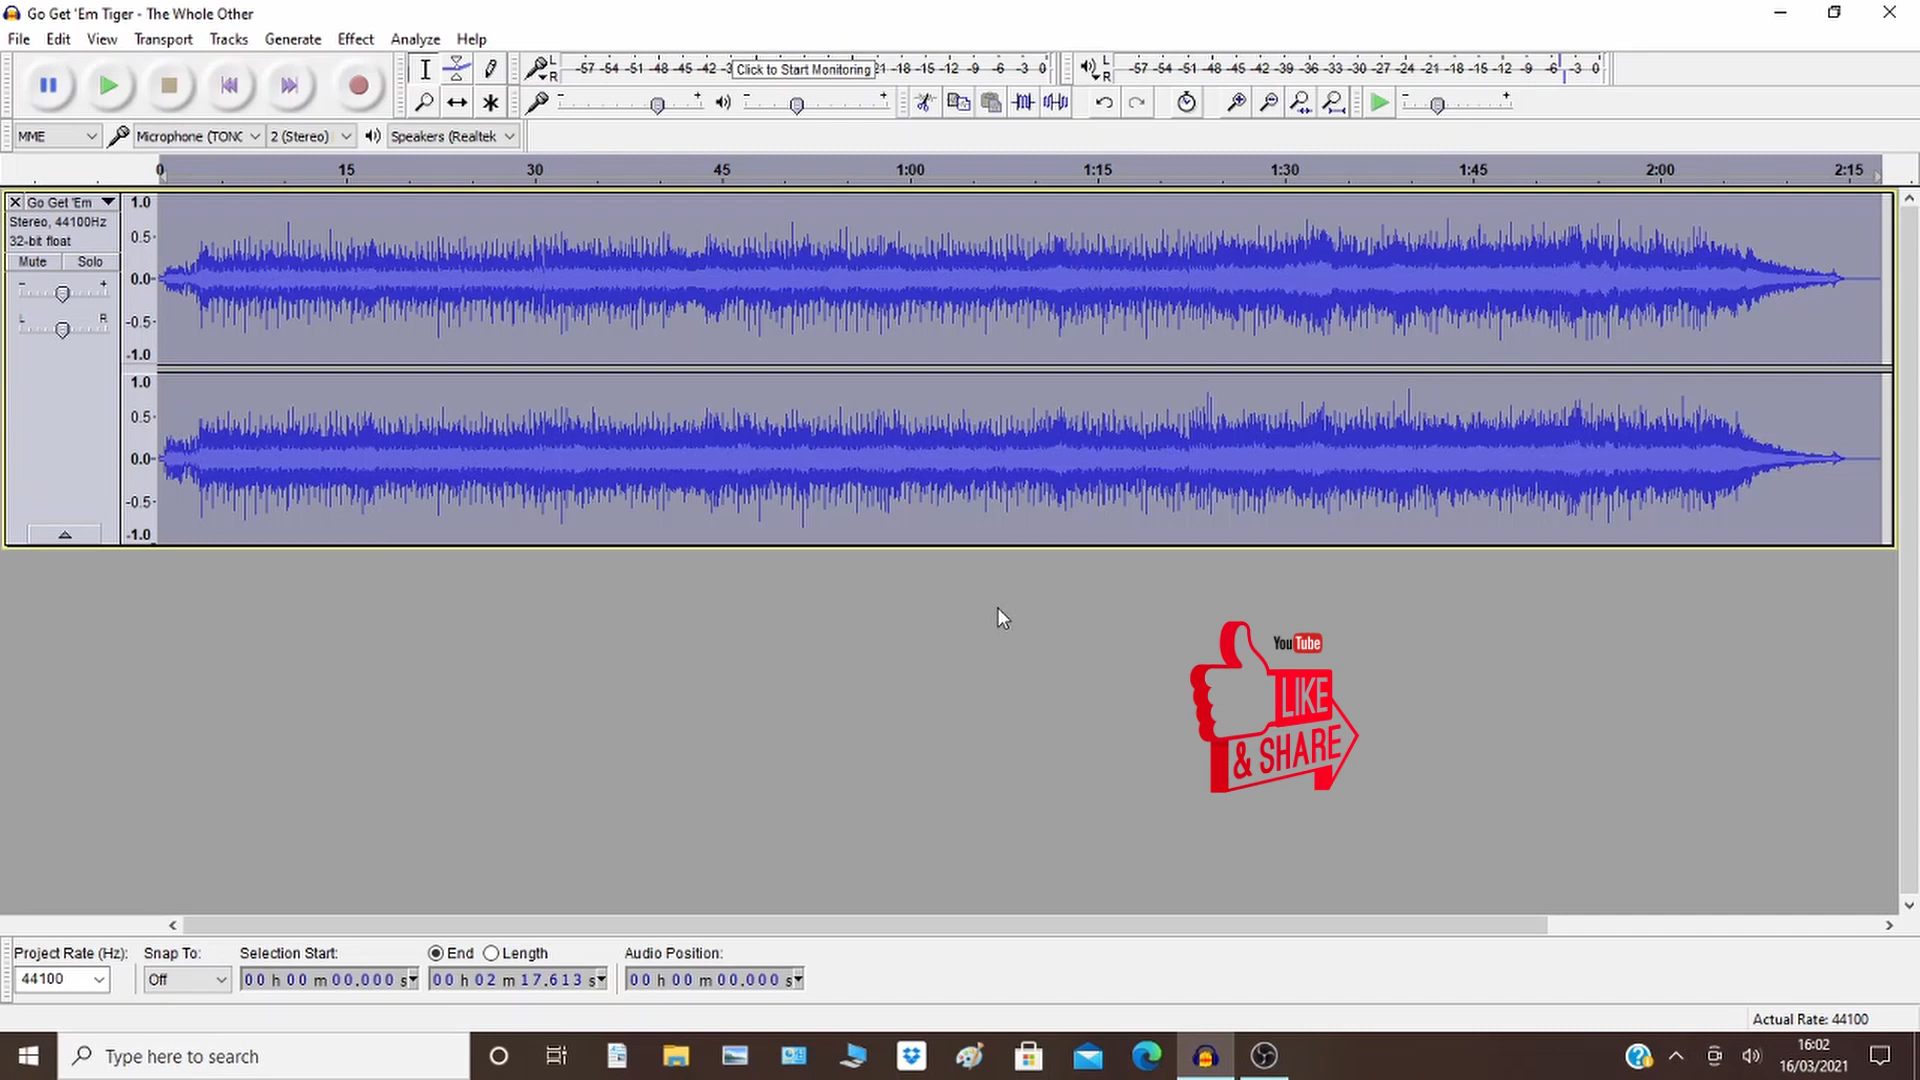 Go Get 'Em Tiger - The Whole Other
File Edit View Transport Tracks Generate Effect Analyze Help
L
R
-57 -54 -51 -48 -45 -42 -3 Click to Start Monitoring 21 -18 -15 -12 -9 -6 -3 0
L
R
-57 -54 -51 -48 -45 -42 -39 -36 -33 -30 -27 -24 -21 -18 -15 -12 -9 -6 -3 0
MME Microphone (TONC 2 (Stereo) Speakers (Realtek
0 15 30 45 1:00 1:15 1:30 1:45 2:00 2:15
Go Get 'Em
Stereo, 44100Hz
32-bit float
Mute Solo
L R
1.0
0.5
0.0
-0.5
-1.0
1.0
0.5
0.0
-0.5
-1.0
YouTube
LIKE
& SHARE
Project Rate (Hz): Snap To: Selection Start: End Length Audio Position:
44100 Off 00 h 00 m 00.000 s 00 h 02 m 17.613 s 00 h 00 m 00.000 s
Actual Rate: 44100
Type here to search
16:02
16/03/2021